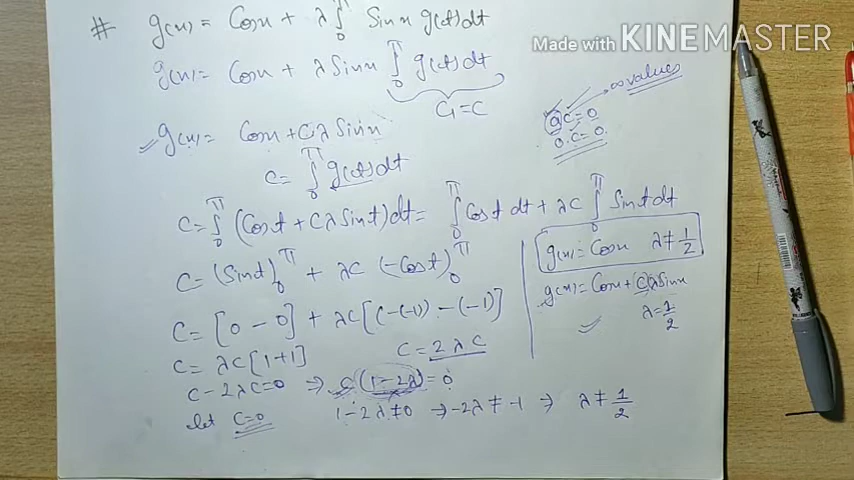 # g(x) = Cosx + λ∫₀^π Sinx g(t)dt
Made with KINEMASTER
g(x) = Cosx + λ Sinx ∫₀^π g(t)dt
C₁ = C
∞ values
a C = 0
0. C = 0.
g(x) = Cosx + Cλ Sinx
C = ∫₀^π g(t)dt
C = ∫₀^π (Cost + Cλ Sint)dt = ∫₀^π Cost dt + λC ∫₀^π Sint dt
C = (Sint)₀^π + λC (-Cost)₀^π
C = [0 - 0] + λC[(-(-1)) - (-1)]
C = λC[1+1] C = 2λC
C - 2λC = 0 ⇒ C(1-2λ) = 0
let C=0 1-2λ ≠ 0 → -2λ ≠ -1 → λ ≠ 1/2
g(x) = Cosx λ ≠ 1/2
g(x) = Cosx + Cλ Sinx
λ = 1/2